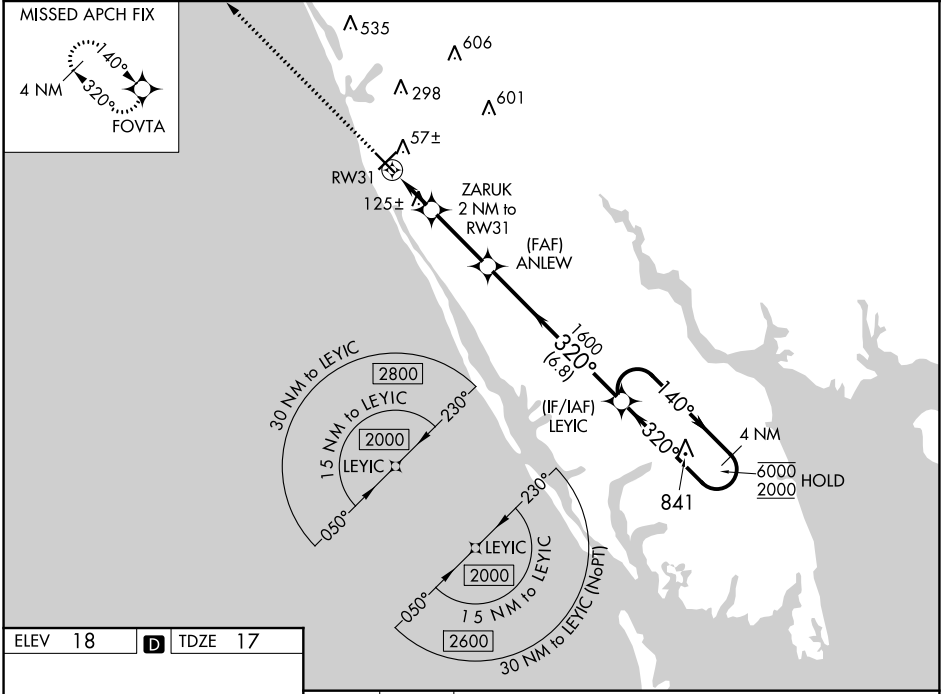 MISSED APCH FIX
140°
4 NM
320°
FOVTA
535
606
298
601
57±
RW31
125±
ZARUK
2 NM to
RW31
(FAF)
ANLEW
1600
320°
(6.8)
(IF/IAF)
LEYIC
140°
320°
4 NM
6000
2000
HOLD
841
30 NM to LEYIC
2800
15 NM to LEYIC
2000
230°
LEYIC
050°
230°
LEYIC
2000
050°
15 NM to LEYIC
2600
30 NM to LEYIC (NoPT)
ELEV 18 D TDZE 17